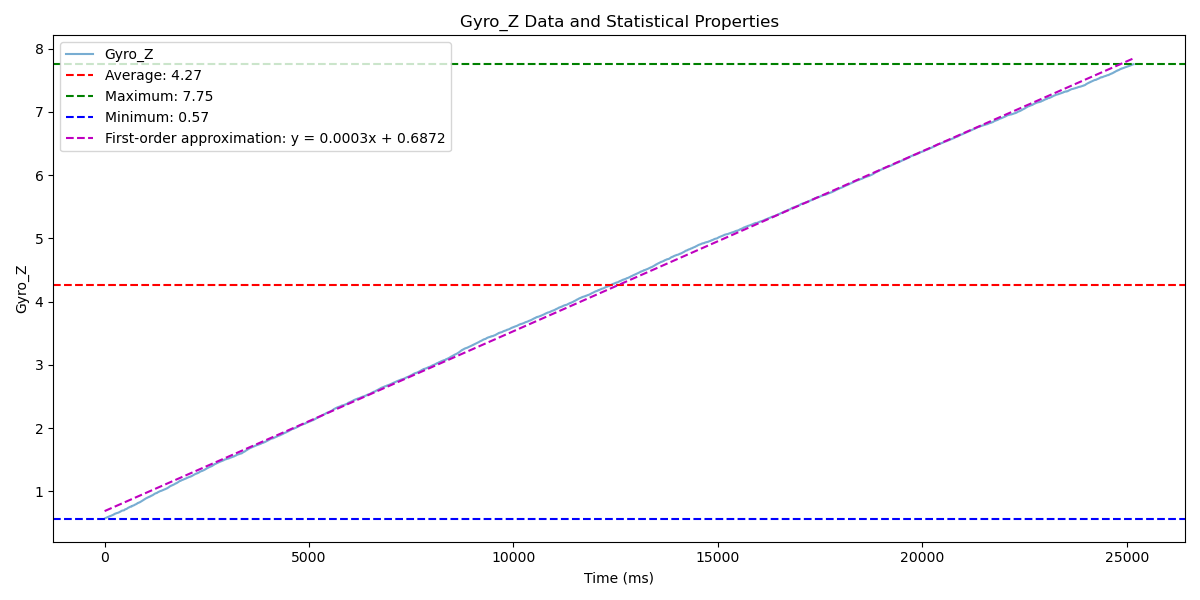 Gyro_Z Data and Statistical Properties
Gyro_Z
Average: 4.27
Maximum: 7.75
Minimum: 0.57
First-order approximation: y = 0.0003x + 0.6872
8
7
6
5
4
3
2
1
Gyro_Z
0 5000 10000 15000 20000 25000
Time (ms)